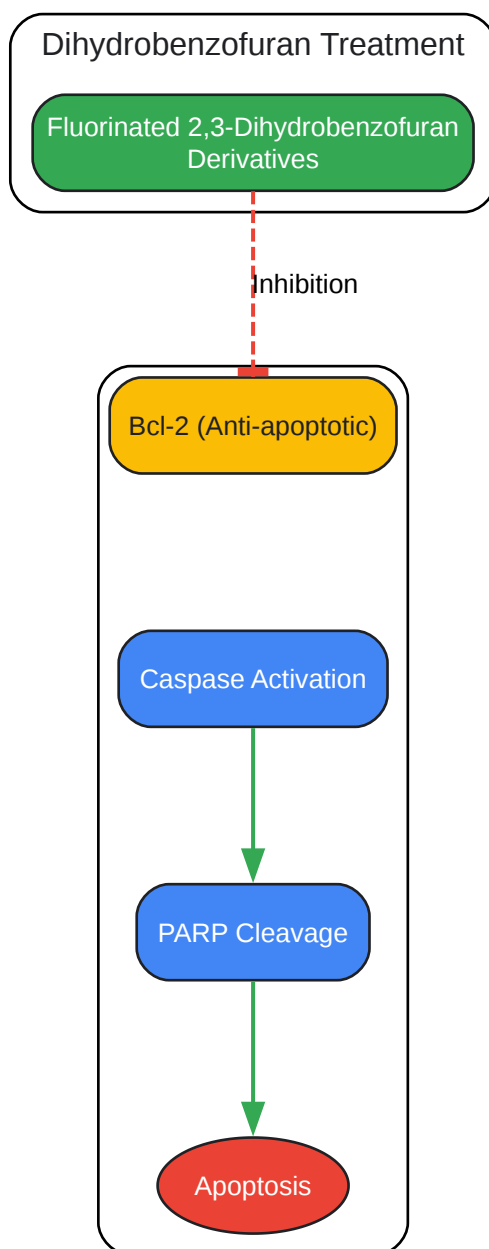 Dihydrobenzofuran Treatment
Fluorinated 2,3-Dihydrobenzofuran
Derivatives
Inhibition
Bcl-2 (Anti-apoptotic)
Caspase Activation
PARP Cleavage
Apoptosis